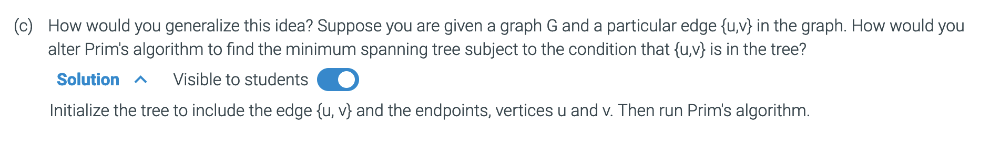 (c) How would you generalize this idea? Suppose you are given a graph G and a particular edge {u,v} in the graph. How would you
alter Prim's algorithm to find the minimum spanning tree subject to the condition that {u,v} is in the tree?
Solution Visible to students
Initialize the tree to include the edge {u, v} and the endpoints, vertices u and v. Then run Prim's algorithm.